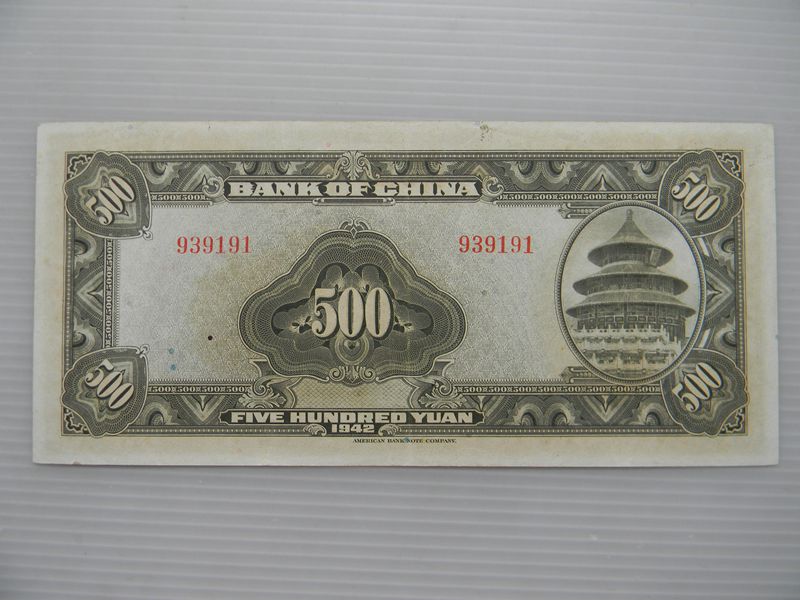 500 BANK OF CHINA 500
939191 939191
500
500 FIVE HUNDRED YUAN 500
1942
AMERICAN BANK NOTE COMPANY.